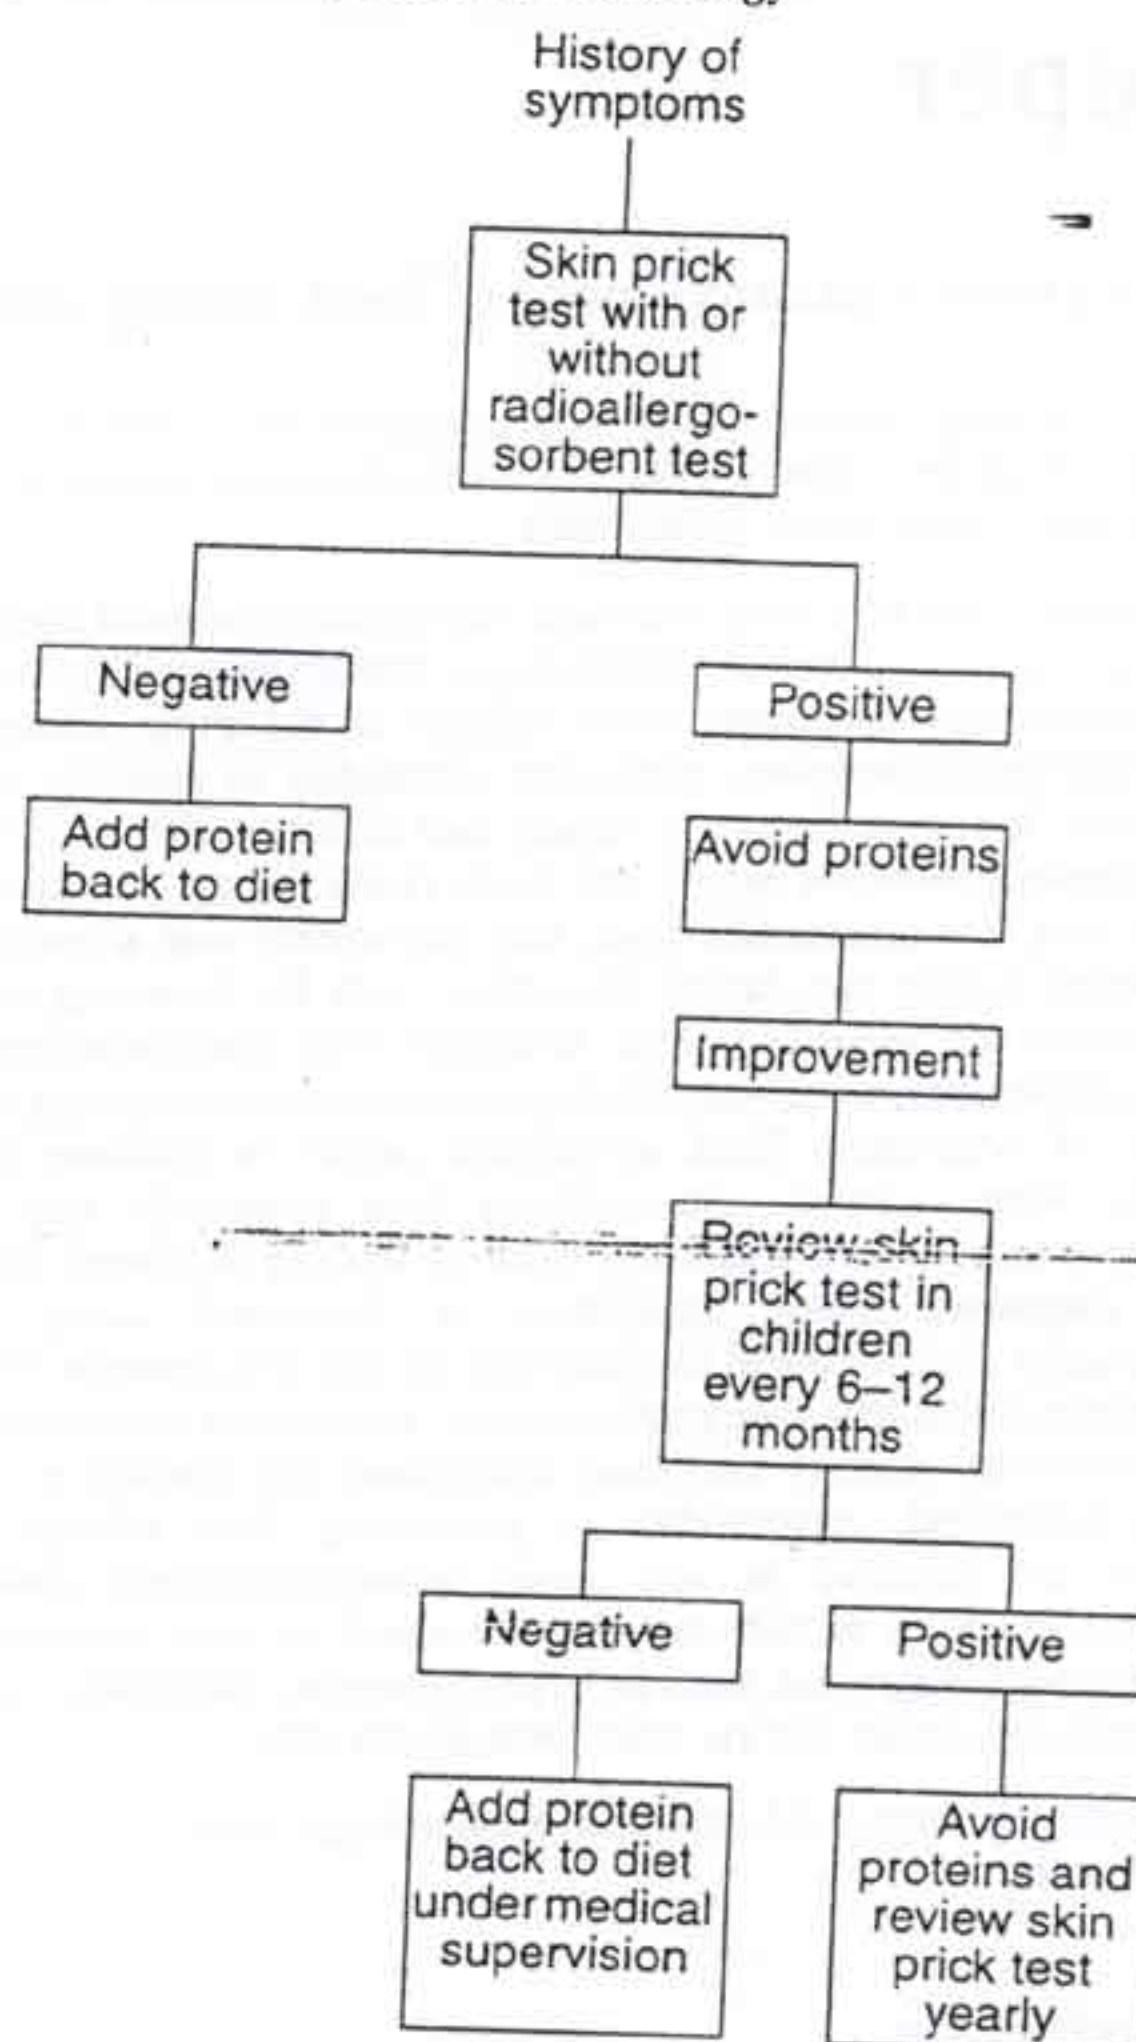 History of
symptoms
Skin prick
test with or
without
radioallergo-
sorbent test
Negative
Positive
Add protein
back to diet
Avoid proteins
Improvement
Review skin
prick test in
children
every 6–12
months
Negative
Positive
Add protein
back to diet
under medical
supervision
Avoid
proteins and
review skin
prick test
yearly